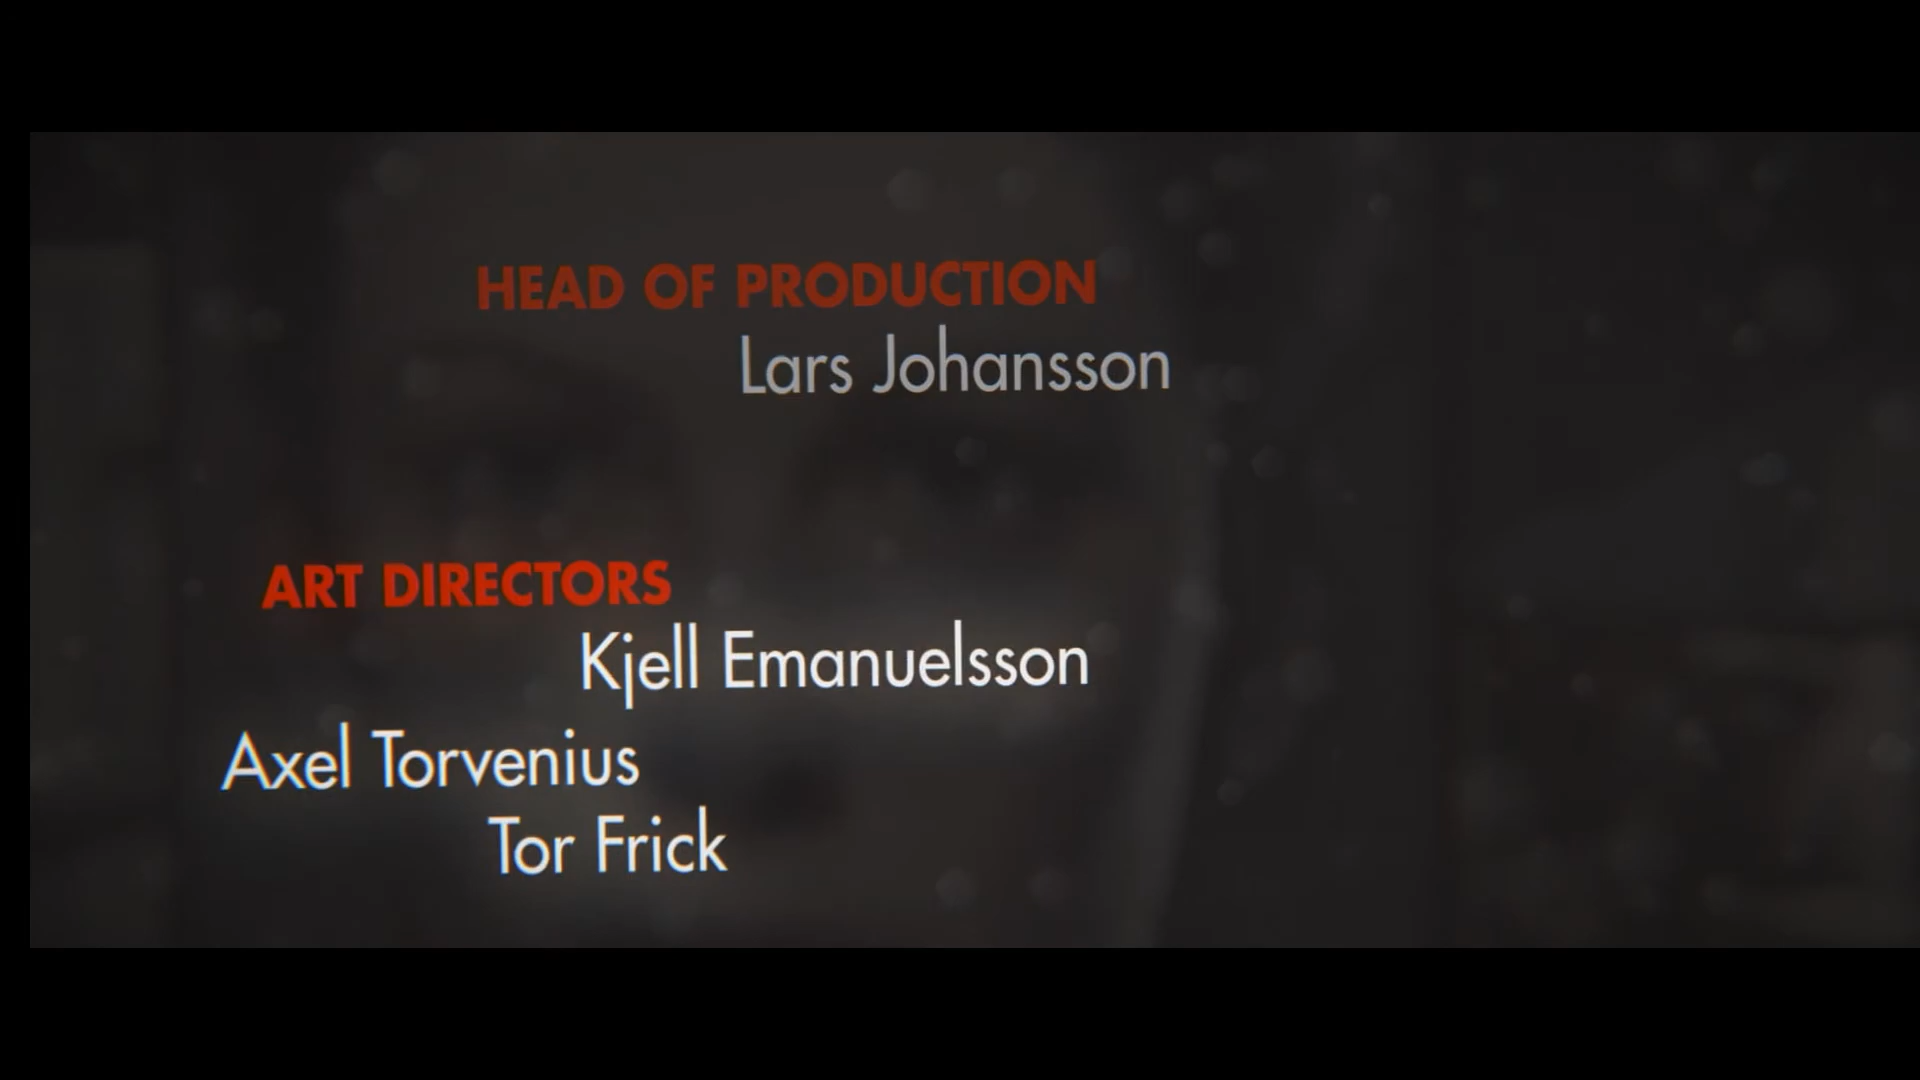 HEAD OF PRODUCTION
Lars Johansson
ART DIRECTORS
Kjell Emanuelsson
Axel Torvenius
Tor Frick